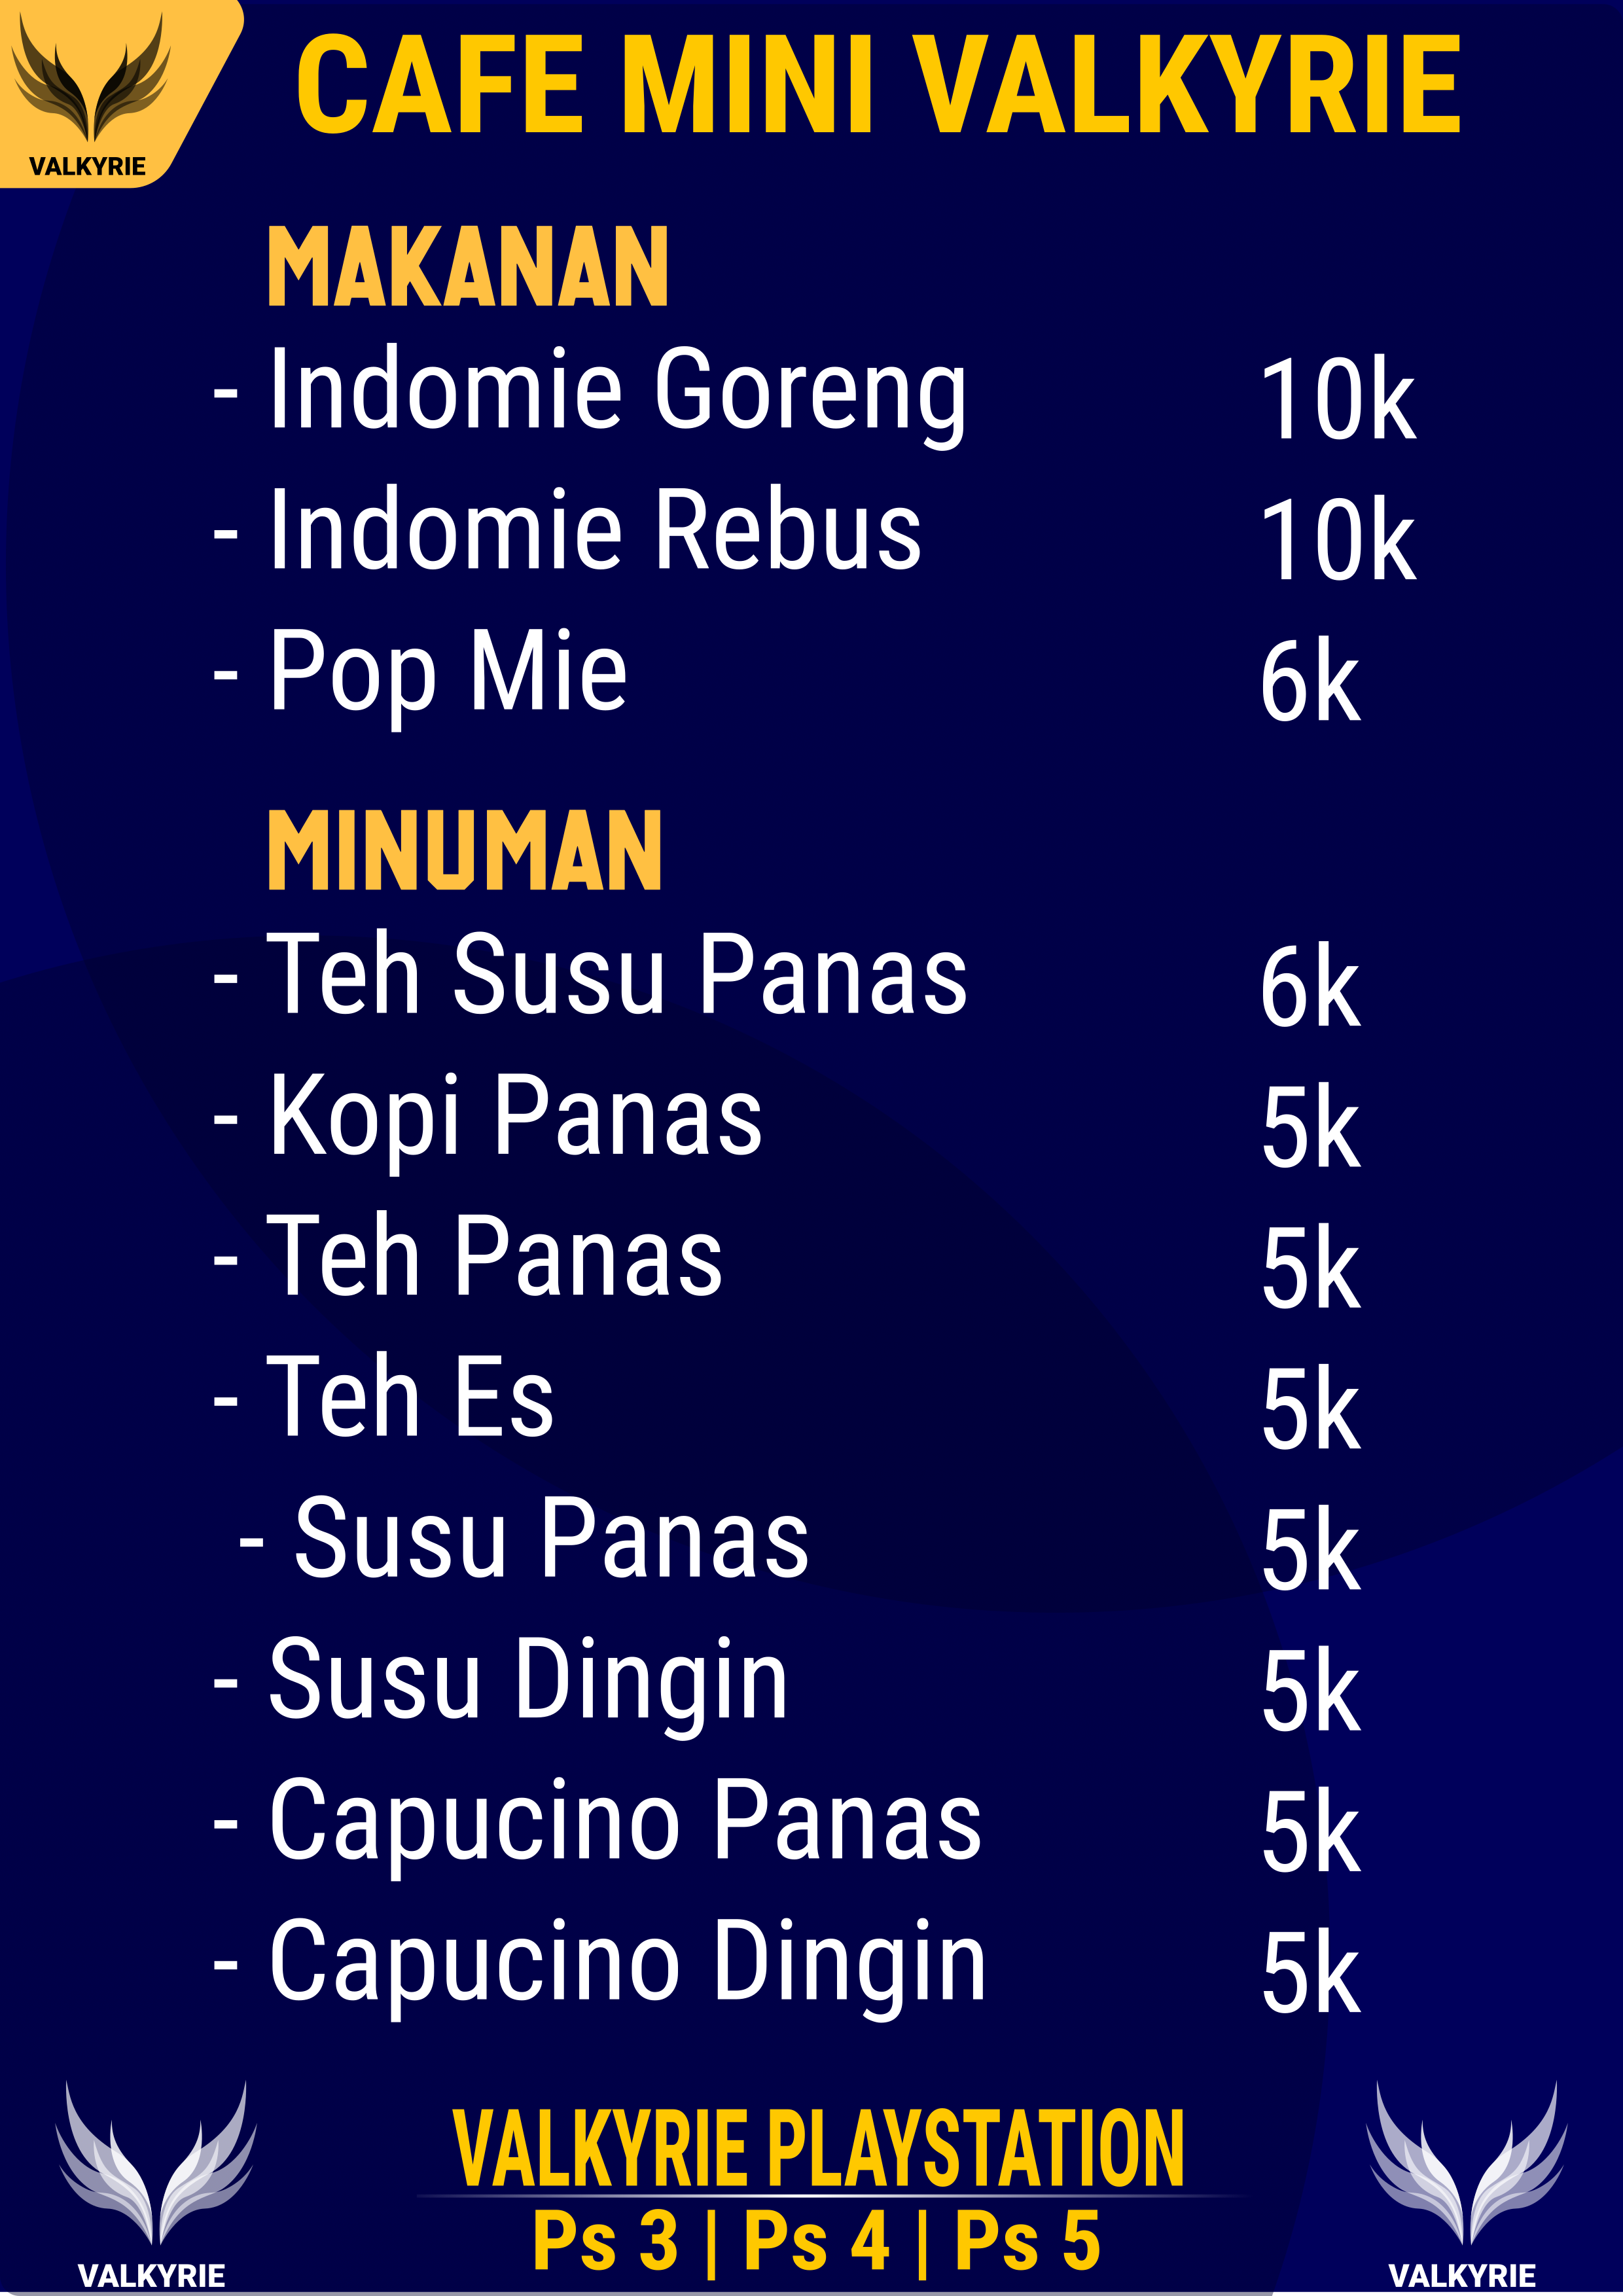 VALKYRIE
CAFE MINI VALKYRIE
MAKANAN
- Indomie Goreng 10k
- Indomie Rebus 10k
- Pop Mie 6k
MINUMAN
- Teh Susu Panas 6k
- Kopi Panas 5k
- Teh Panas 5k
- Teh Es 5k
- Susu Panas 5k
- Susu Dingin 5k
- Capucino Panas 5k
- Capucino Dingin 5k
VALKYRIE PLAYSTATION
Ps 3 | Ps 4 | Ps 5
VALKYRIE
VALKYRIE